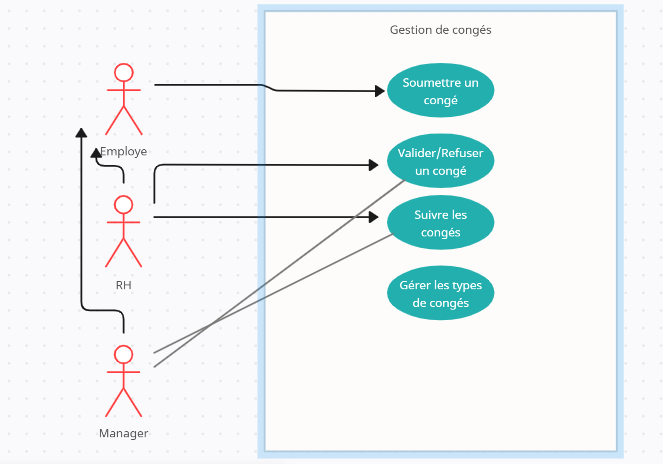 Gestion de congés
Soumettre un
congé
Employe
Valider/Refuser
un congé
Suivre les
congés
RH
Gérer les types
de congés
Manager